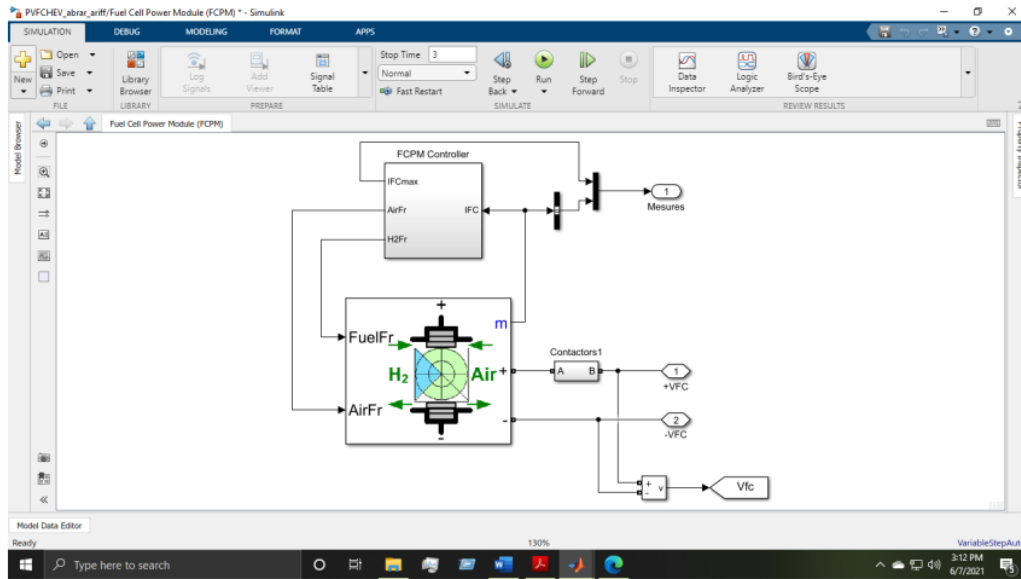 PVFCHEV_abrar_ariff/Fuel Cell Power Module (FCPM) * - Simulink
SIMULATION DEBUG MODELING FORMAT APPS
New
Open
Save
Print
FILE
Library Browser
LIBRARY
Log Signals
Add Viewer
Signal Table
PREPARE
Stop Time 3
Normal
Fast Restart
Step Back
Run
Step Forward
Stop
SIMULATE
Data Inspector
Logic Analyzer
Bird's-Eye Scope
REVIEW RESULTS
Model Browser
Fuel Cell Power Module (FCPM)
Property Inspector
FCPM Controller
IFCmax
AirFr
IFC
H2Fr
1
Mesures
+
m
FuelFr
H₂
Air
+
AirFr
-
-
Contactors1
A B
1
+VFC
2
-VFC
+
-
v
Vfc
Model Data Editor
Ready
130%
VariableStepAut
Type here to search
3:12 PM
6/7/2021
5